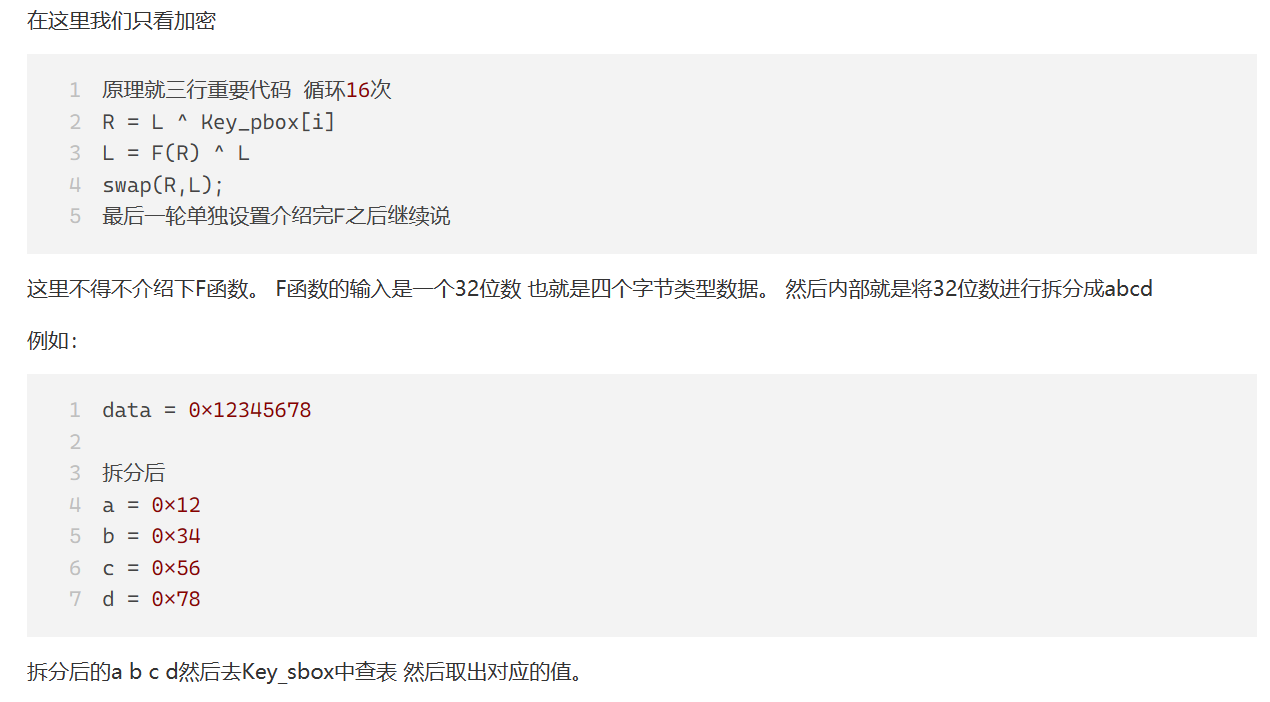 在这里我们只看加密
1 原理就三行重要代码 循环16次
2 R = L ^ Key_pbox[i]
3 L = F(R) ^ L
4 swap(R,L);
5 最后一轮单独设置介绍完F之后继续说
这里不得不介绍下F函数。 F函数的输入是一个32位数 也就是四个字节类型数据。 然后内部就是将32位数进行拆分成abcd
例如：
1 data = 0x12345678
2
3 拆分后
4 a = 0x12
5 b = 0x34
6 c = 0x56
7 d = 0x78
拆分后的a b c d然后去Key_sbox中查表 然后取出对应的值。